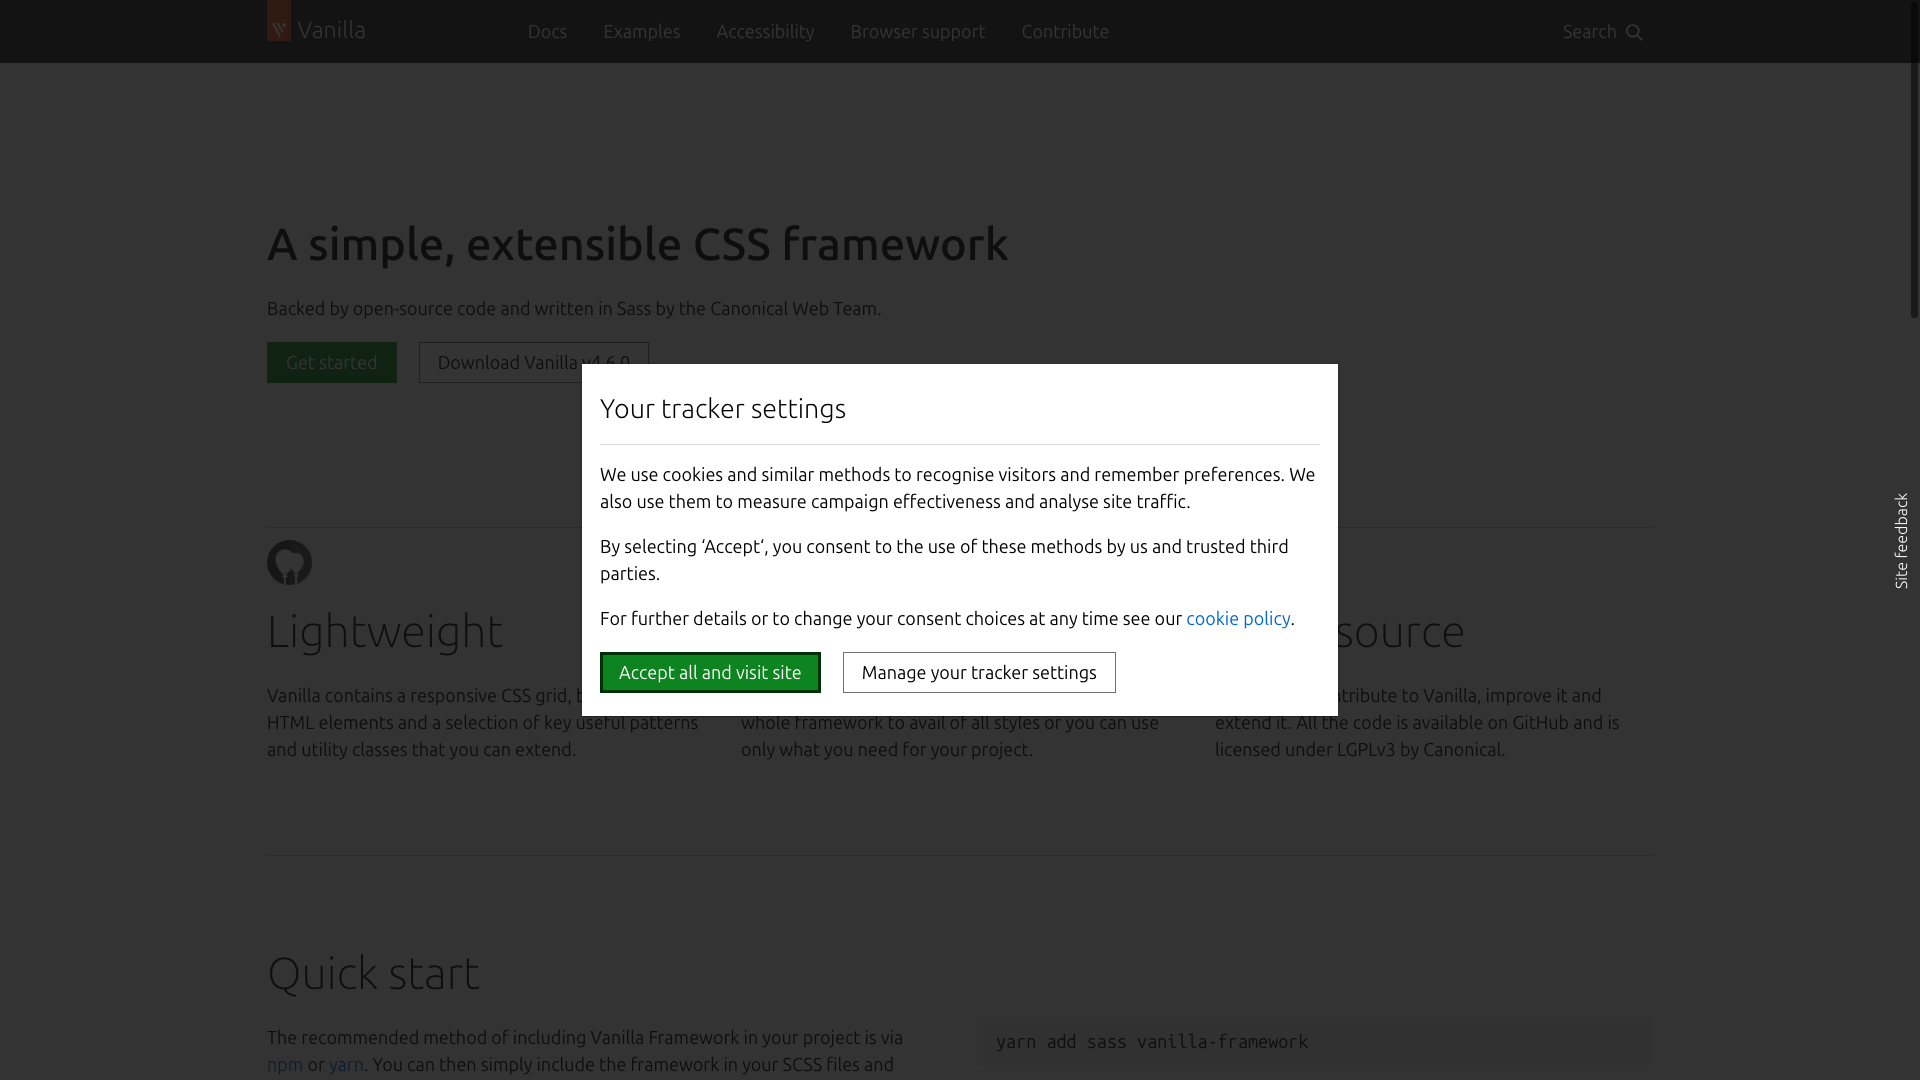 Vanilla
Docs
Examples
Accessibility
Browser support
Contribute
Search
A simple, extensible CSS framework
Backed by open-source code and written in Sass by the Canonical Web Team.
Get started
Download Vanilla v4.6.0
Your tracker settings
We use cookies and similar methods to recognise visitors and remember preferences. We
also use them to measure campaign effectiveness and analyse site traffic.
By selecting ‘Accept‘, you consent to the use of these methods by us and trusted third
parties.
For further details or to change your consent choices at any time see our cookie policy.
Accept all and visit site
Manage your tracker settings
Site feedback
Lightweight
Vanilla contains a responsive CSS grid,
HTML elements and a selection of key useful patterns
and utility classes that you can extend.
whole framework to avail of all styles or you can use
only what you need for your project.
source
to Vanilla, improve it and
extend it. All the code is available on GitHub and is
licensed under LGPLv3 by Canonical.
Quick start
The recommended method of including Vanilla Framework in your project is via
npm or yarn. You can then simply include the framework in your SCSS files and
yarn add sass vanilla-framework